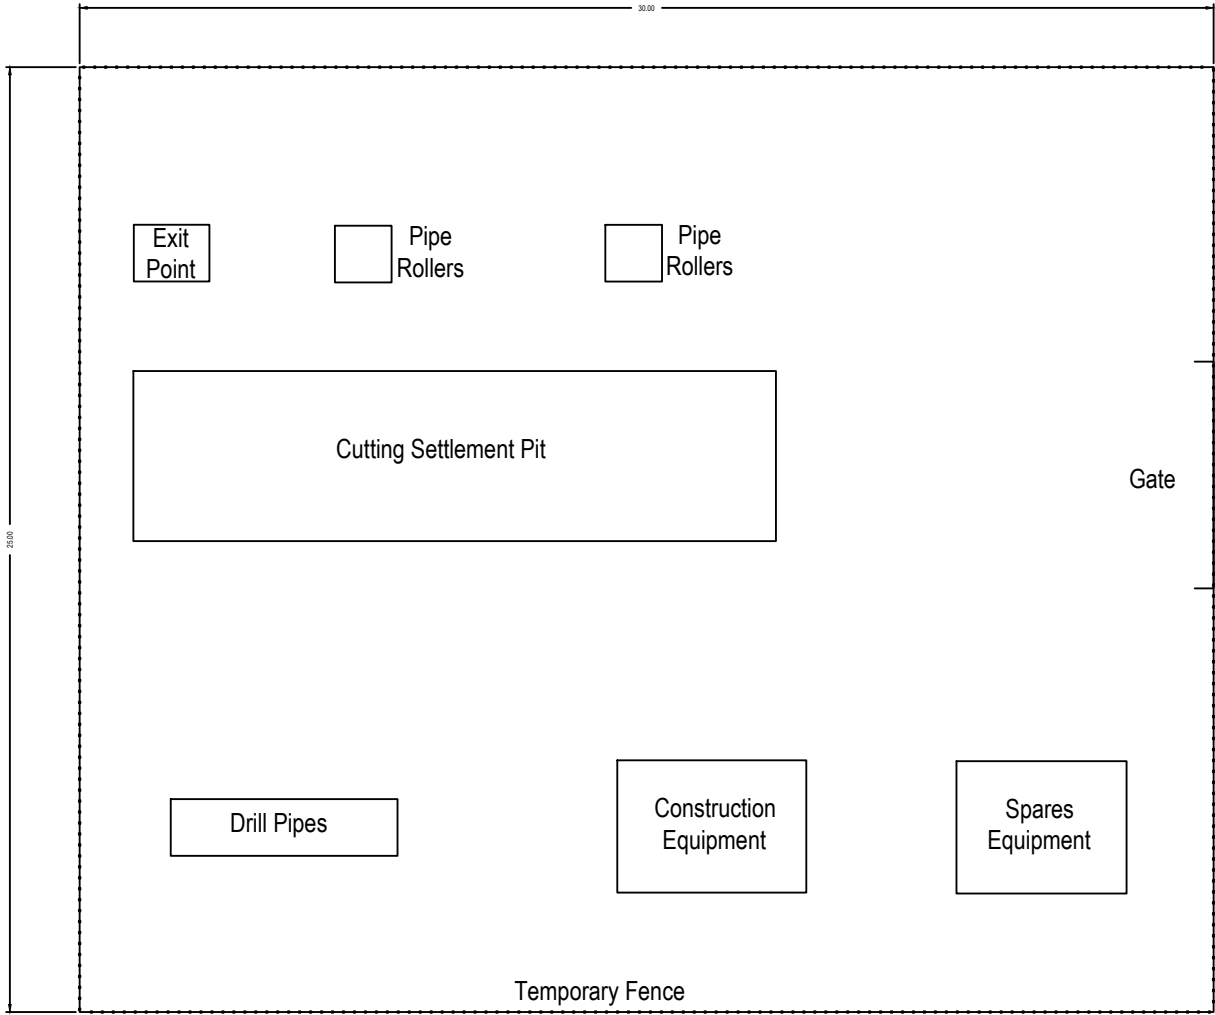 30.00
25.00
Exit
Point
Pipe
Rollers
Pipe
Rollers
Cutting Settlement Pit
Gate
Drill Pipes
Construction
Equipment
Spares
Equipment
Temporary Fence